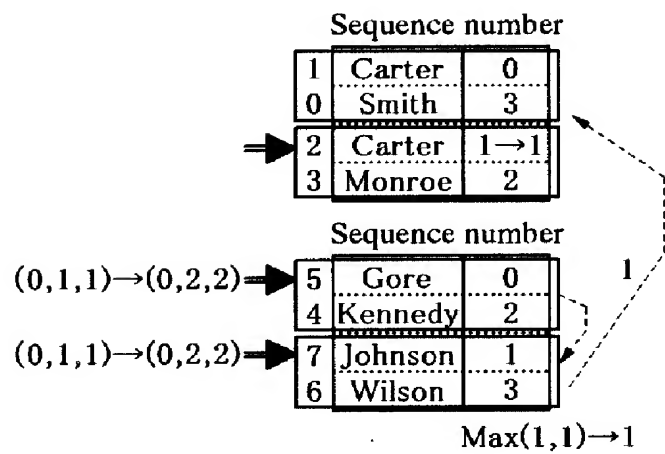 Sequence number
1 Carter 0
0 Smith 3
2 Carter 1→1
3 Monroe 2
Sequence number
(0,1,1)→(0,2,2) 5 Gore 0
4 Kennedy 2
1
(0,1,1)→(0,2,2) 7 Johnson 1
6 Wilson 3
Max(1,1)→1